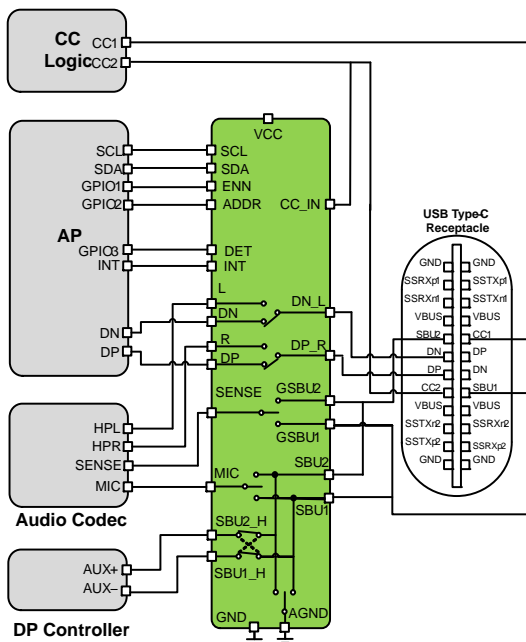 CC
Logic
CC1
CC2
VCC
SCL
SDA
GPIO1
GPIO2
AP
GPIO3
INT
DN
DP
SCL
SDA
ENN
ADDR
CC_IN
DET
INT
L
DN
R
DP
DN_L
DP_R
SENSE
GSBU2
GSBU1
MIC
SBU2
SBU1
SBU2_H
SBU1_H
GND
AGND
HPL
HPR
SENSE
MIC
Audio Codec
AUX+
AUX–
DP Controller
USB Type-C
Receptacle
GND GND
SSRXp1 SSTXp1
SSRXn1 SSTXn1
VBUS VBUS
SBU2 CC1
DN DP
DP DN
CC2 SBU1
VBUS VBUS
SSTXn2 SSRXn2
SSTXp2 SSRXp2
GND GND